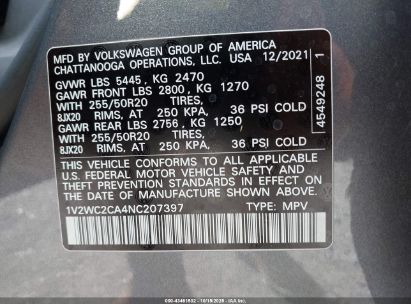 MFD. BY VOLKSWAGEN GROUP OF AMERICA
CHATTANOOGA OPERATIONS, LLC. USA 12/2021
GVWR LBS 5445, KG 2470
GAWR FRONT LBS 2800, KG 1270
WITH 255/50R20 TIRES,
8JX20 RIMS, AT 250 KPA, 36 PSI COLD
GAWR REAR LBS 2756, KG 1250
WITH 255/50R20 TIRES,
8JX20 RIMS, AT 250 KPA, 36 PSI COLD
THIS VEHICLE CONFORMS TO ALL APPLICABLE
U.S. FEDERAL MOTOR VEHICLE SAFETY AND
THEFT PREVENTION STANDARDS IN EFFECT ON THE DATE
OF MANUFACTURE SHOWN ABOVE.
1V2WC2CA4NC207397 TYPE: MPV
4549248 1